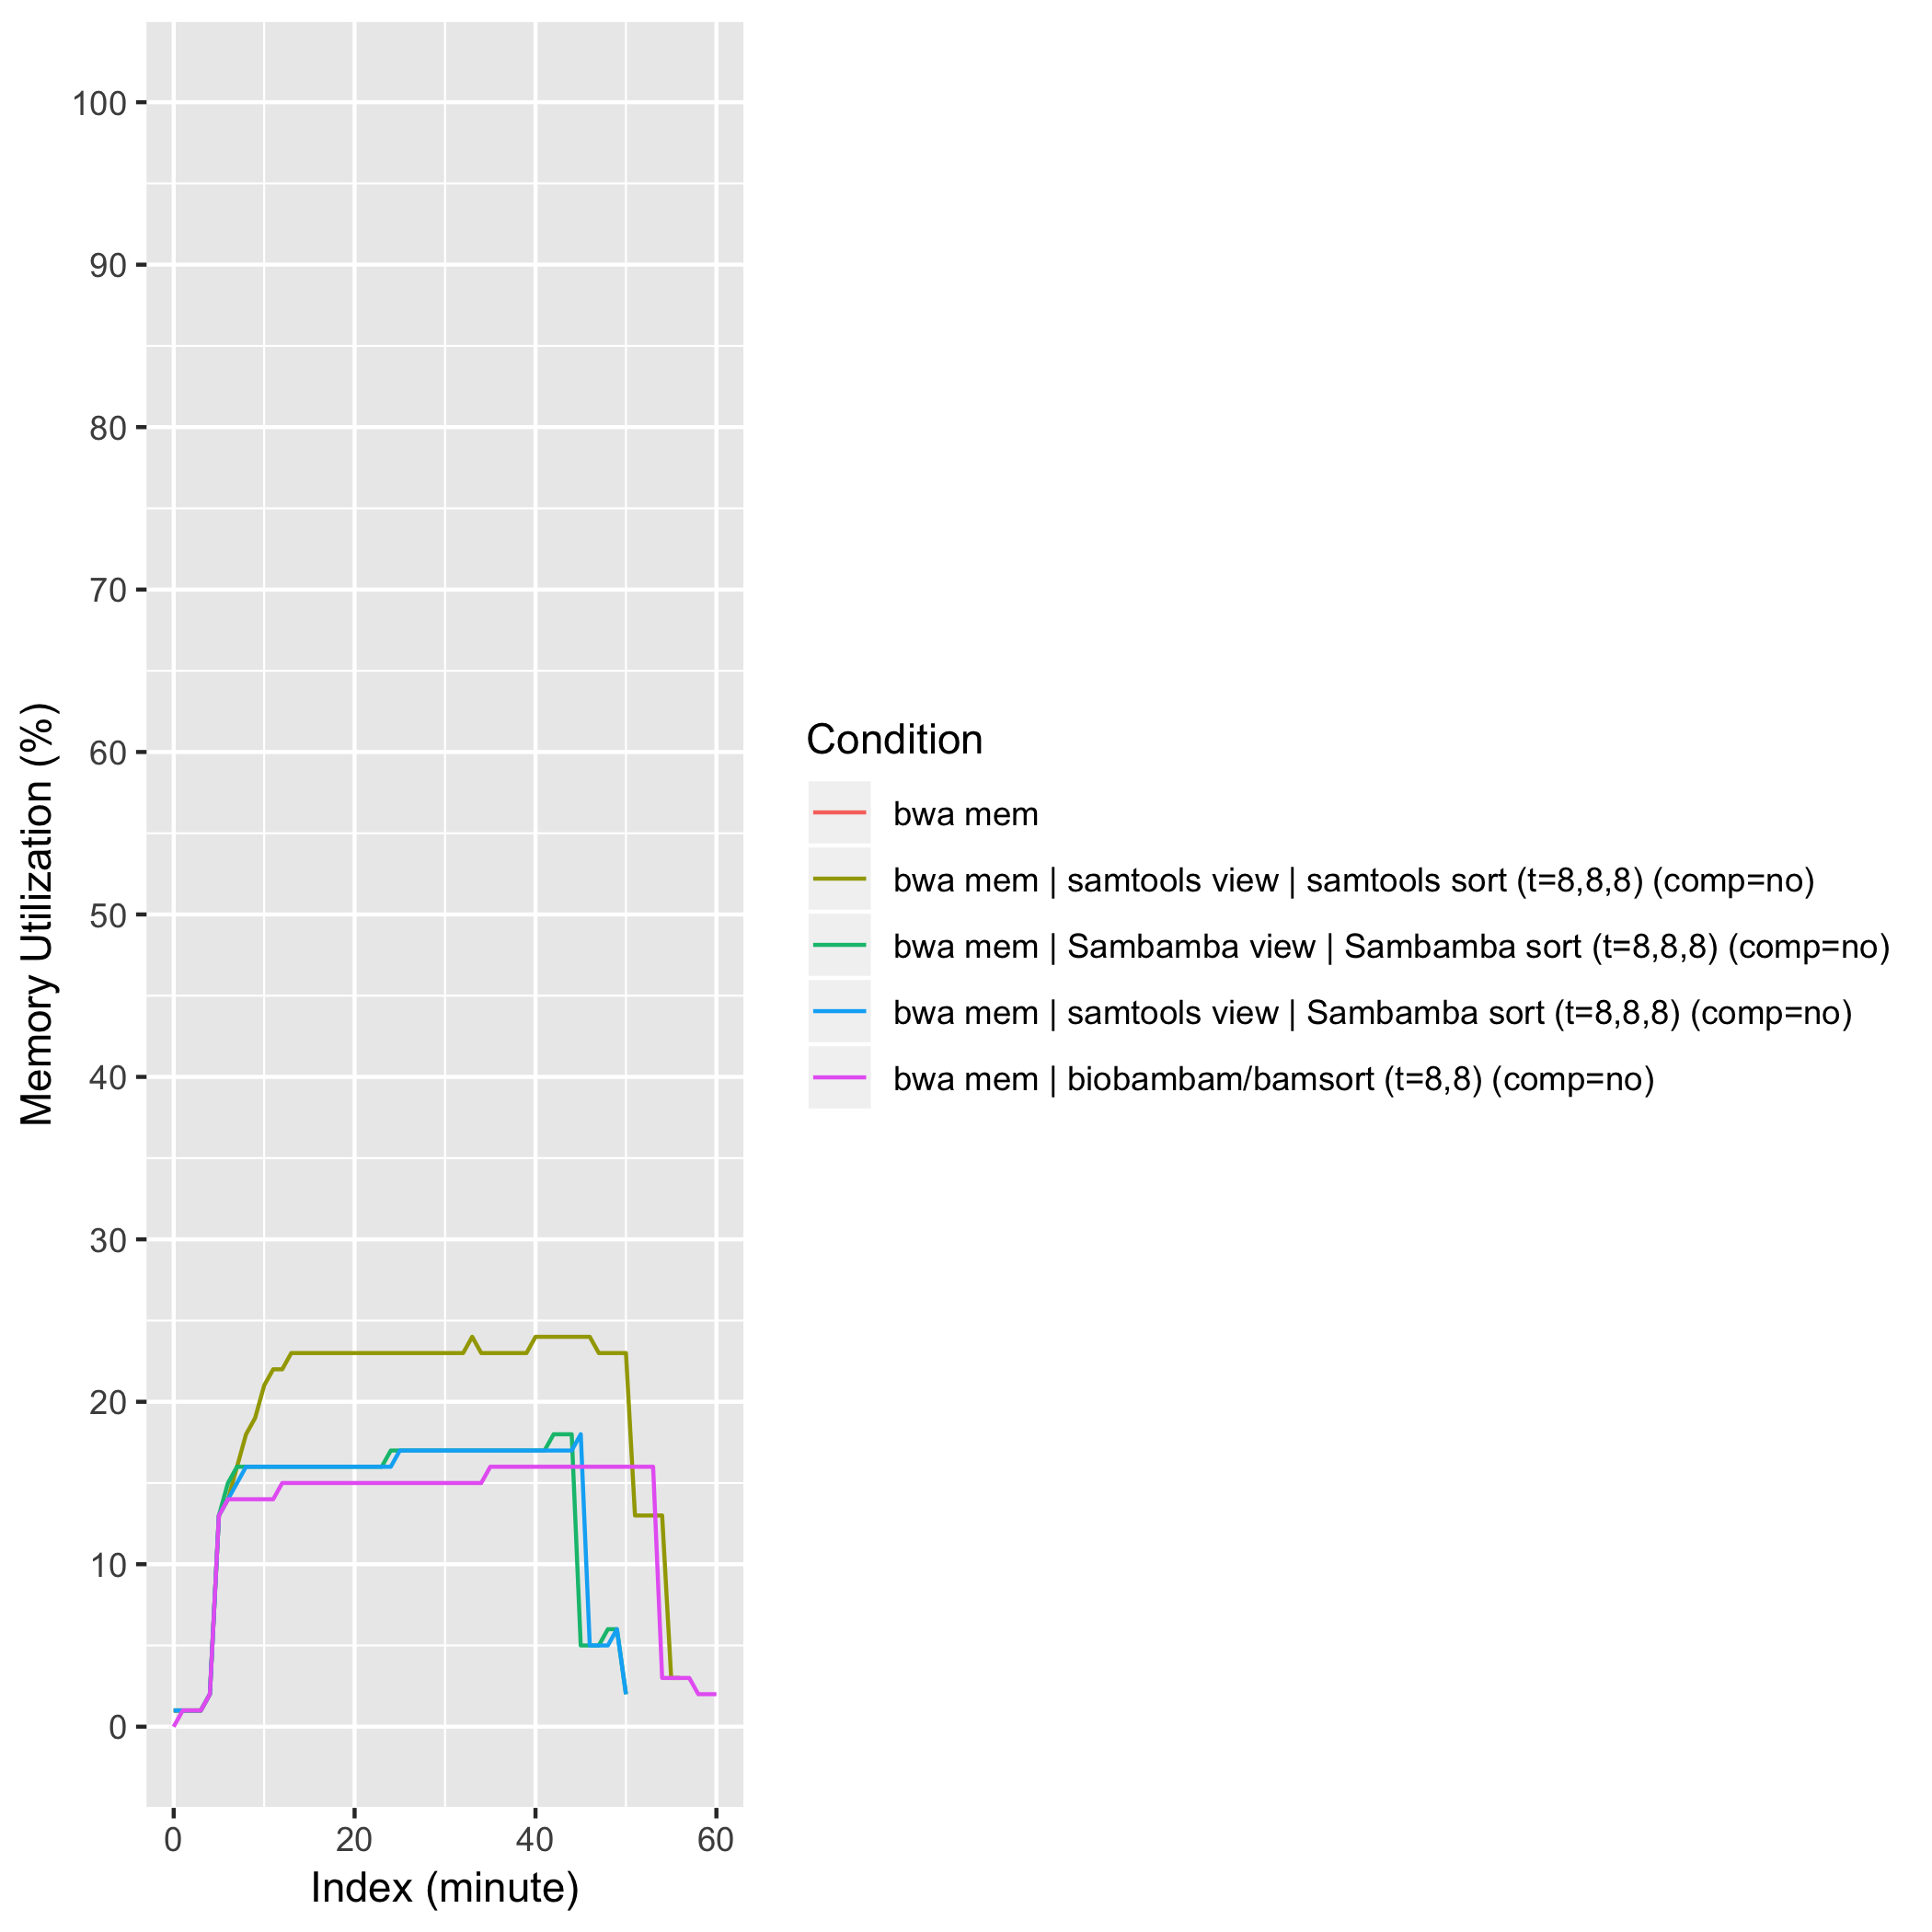 Memory Utilization (%)
100
90
80
70
60
50
40
30
20
10
0
0 20 40 60
Index (minute)
Condition
bwa mem
bwa mem | samtools view | samtools sort (t=8,8,8) (comp=no)
bwa mem | Sambamba view | Sambamba sort (t=8,8,8) (comp=no)
bwa mem | samtools view | Sambamba sort (t=8,8,8) (comp=no)
bwa mem | biobambam/bamsort (t=8,8) (comp=no)